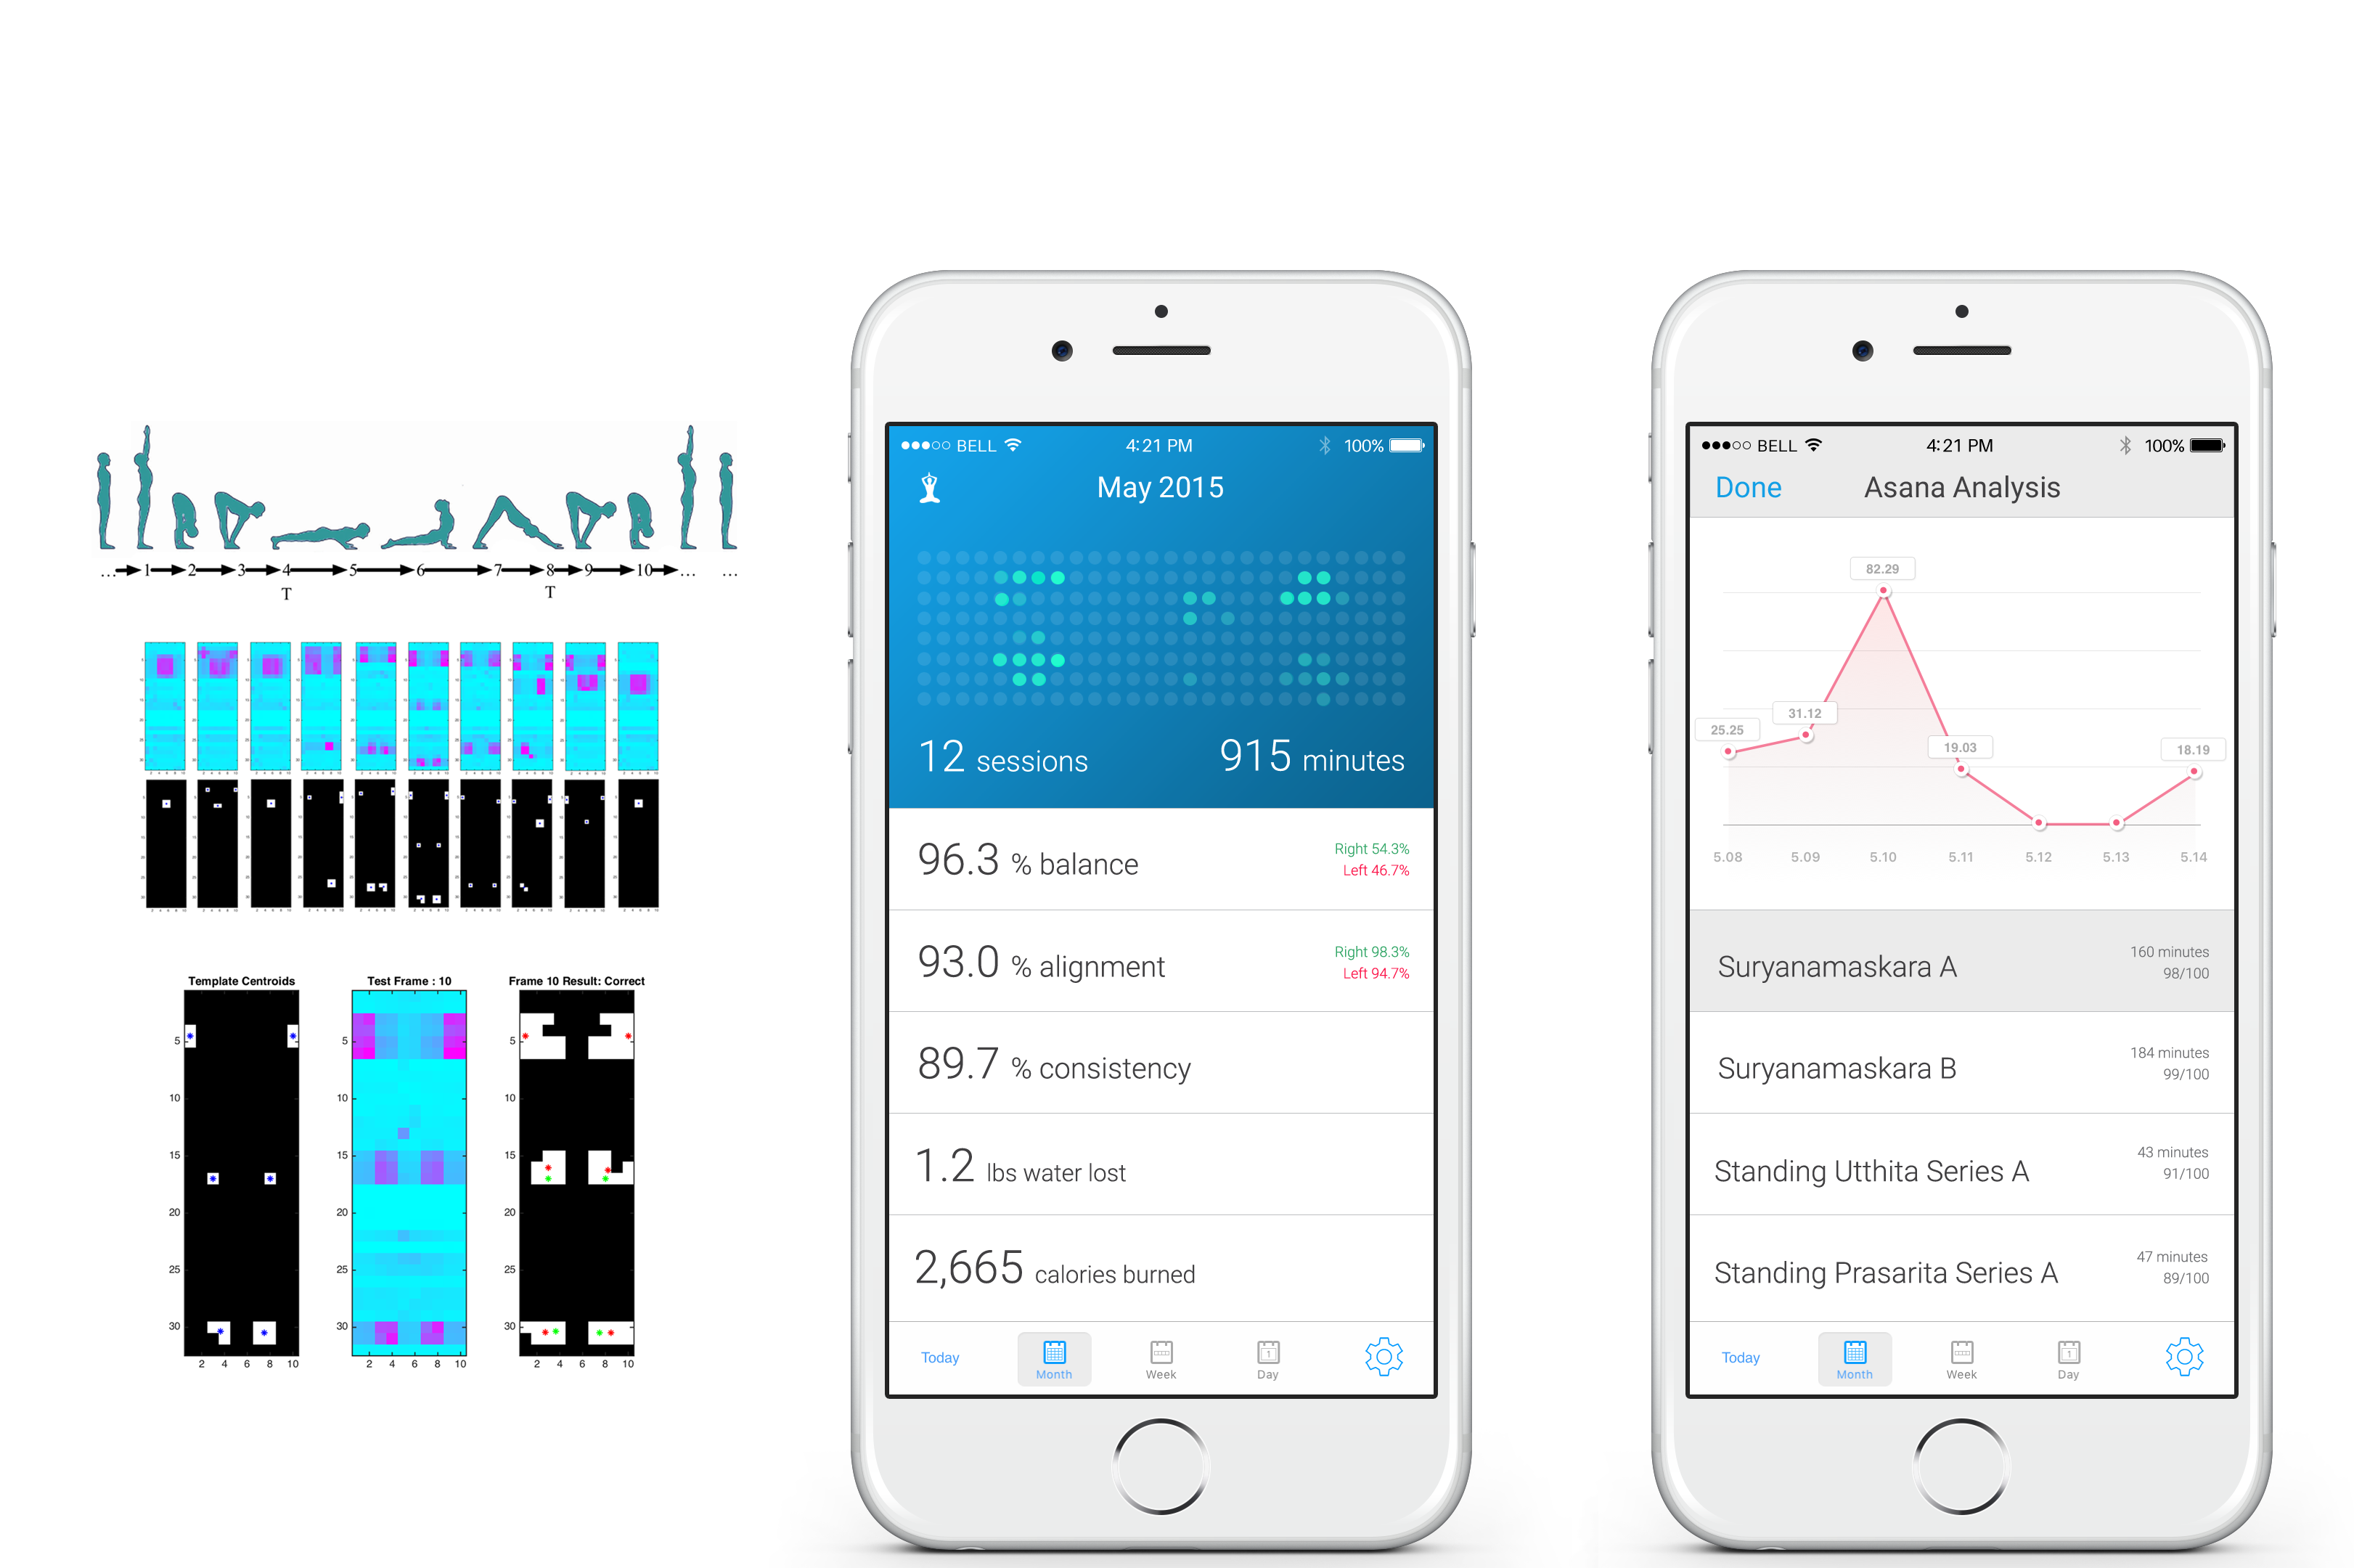 ... 1 2 3 4 5 6 7 8 9 10 ... ...
T T
Template Centroids
5
10
15
20
25
30
2 4 6 8 10
Test Frame : 10
2 4 6 8 10
Frame 10 Result: Correct
5
10
15
20
25
30
2 4 6 8 10
BELL 4:21 PM 100%
May 2015
12 sessions 915 minutes
96.3 % balance
Right 54.3%
Left 46.7%
93.0 % alignment
Right 98.3%
Left 94.7%
89.7 % consistency
1.2 lbs water lost
2,665 calories burned
Today Month Week 1 Day
BELL 4:21 PM 100%
Done Asana Analysis
82.29
31.12
25.25
19.03
18.19
5.08 5.09 5.10 5.11 5.12 5.13 5.14
Suryanamaskara A
160 minutes
98/100
Suryanamaskara B
184 minutes
99/100
Standing Utthita Series A
43 minutes
91/100
Standing Prasarita Series A
47 minutes
89/100
Today Month Week 1 Day